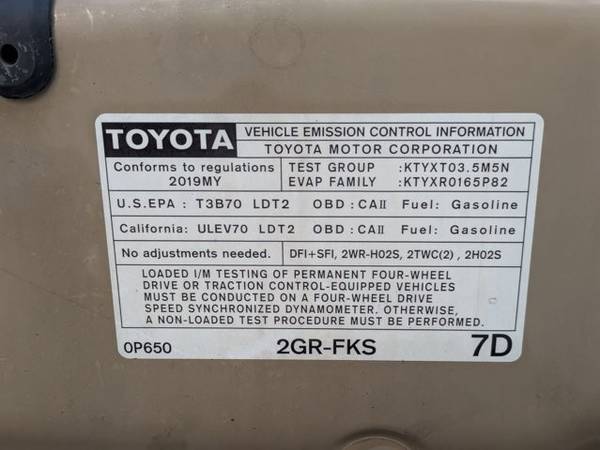 TOYOTA VEHICLE EMISSION CONTROL INFORMATION
TOYOTA MOTOR CORPORATION
Conforms to regulations
2019MY
TEST GROUP :KTYXT03.5M5N
EVAP FAMILY :KTYXR0165P82
U.S.EPA : T3B70 LDT2 OBD : CAII Fuel: Gasoline
California: ULEV70 LDT2 OBD : CAII Fuel: Gasoline
No adjustments needed. DFI+SFI, 2WR-H02S, 2TWC(2) , 2H02S
LOADED I/M TESTING OF PERMANENT FOUR-WHEEL
DRIVE OR TRACTION CONTROL-EQUIPPED VEHICLES
MUST BE CONDUCTED ON A FOUR-WHEEL DRIVE
SPEED SYNCHRONIZED DYNAMOMETER. OTHERWISE,
A NON-LOADED TEST PROCEDURE MUST BE PERFORMED.
0P650 2GR-FKS 7D